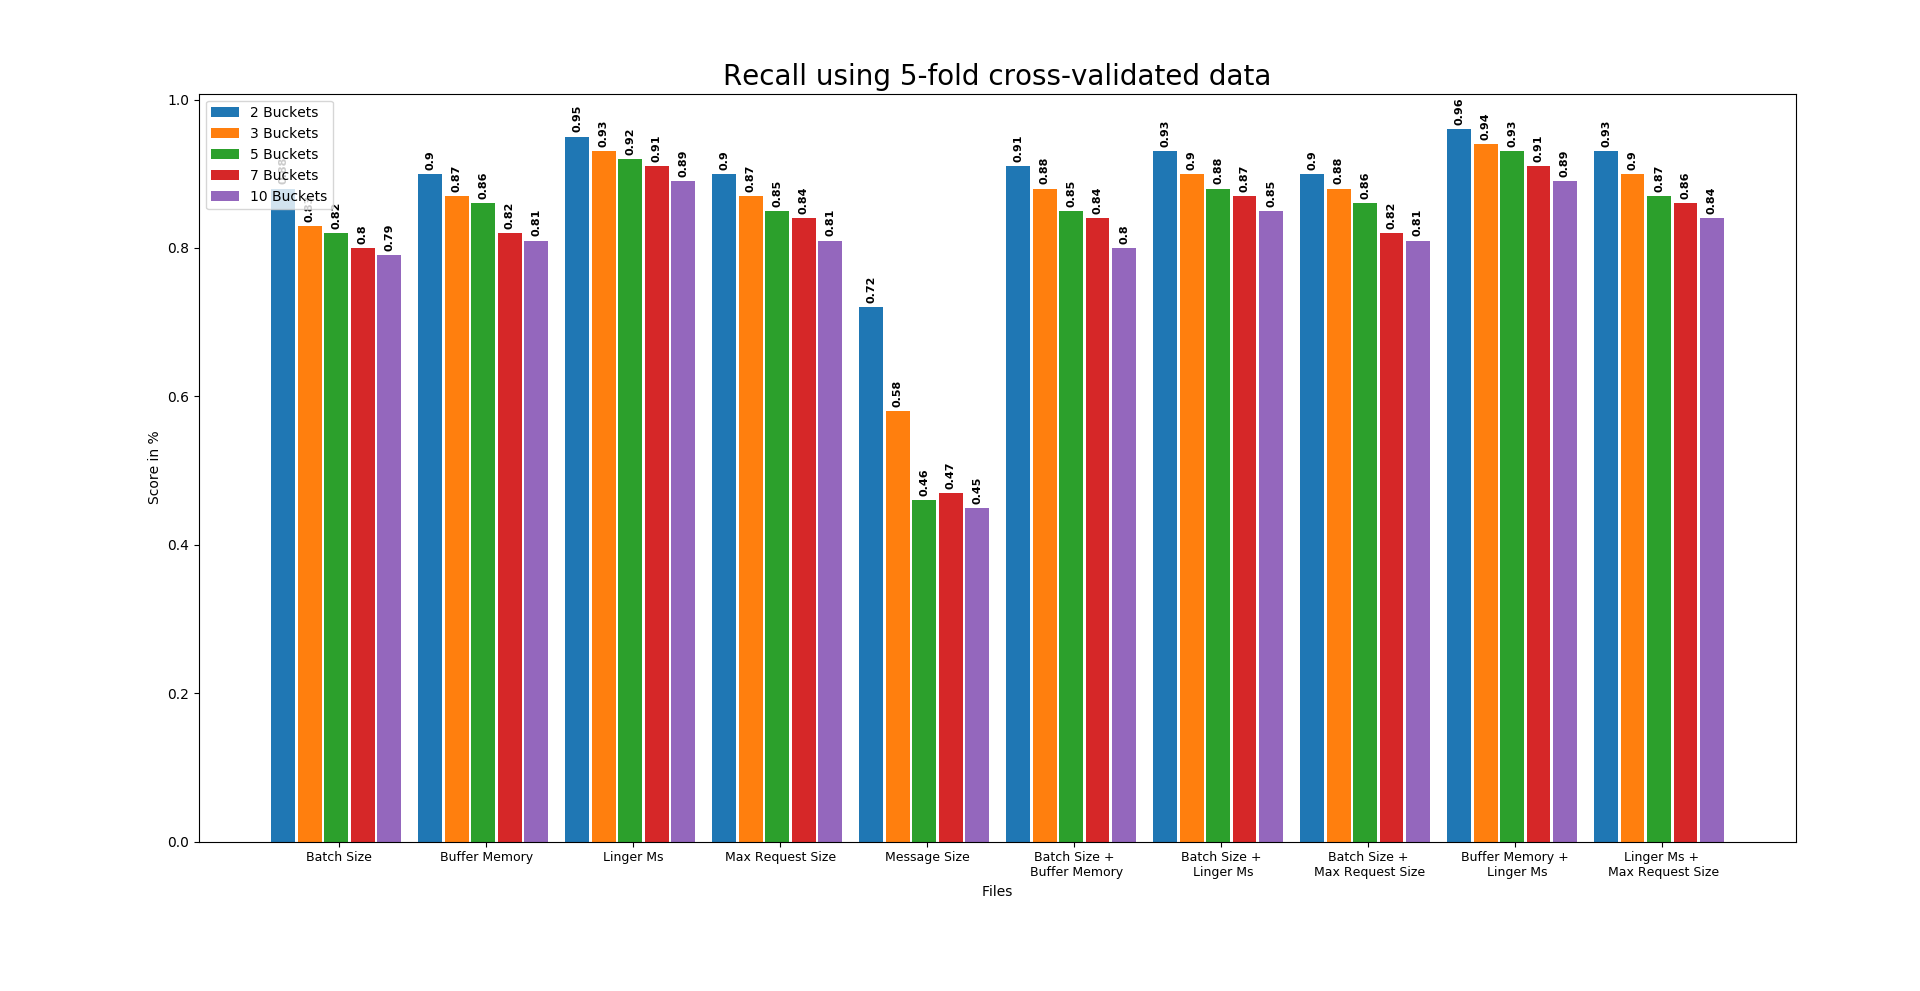 Recall using 5-fold cross-validated data
1.0
0.8
0.6
0.4
0.2
0.0
Score in %
2 Buckets
3 Buckets
5 Buckets
7 Buckets
10 Buckets
0.82
0.8
0.79
0.9
0.87
0.86
0.82
0.81
0.95
0.93
0.92
0.91
0.89
0.9
0.87
0.85
0.84
0.81
0.72
0.58
0.46
0.47
0.45
0.91
0.88
0.85
0.84
0.8
0.93
0.9
0.88
0.87
0.85
0.9
0.88
0.86
0.82
0.81
0.96
0.94
0.93
0.91
0.89
0.93
0.9
0.87
0.86
0.84
Batch Size
Buffer Memory
Linger Ms
Max Request Size
Message Size
Batch Size +
Buffer Memory
Batch Size +
Linger Ms
Batch Size +
Max Request Size
Buffer Memory +
Linger Ms
Linger Ms +
Max Request Size
Files